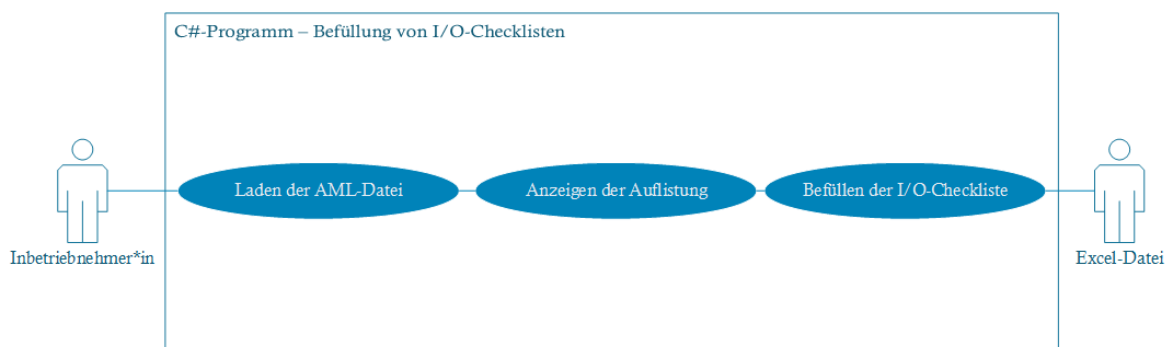 C#-Programm – Befüllung von I/O-Checklisten
Laden der AML-Datei
Anzeigen der Auflistung
Befüllen der I/O-Checkliste
Inbetriebnehmer*in
Excel-Datei